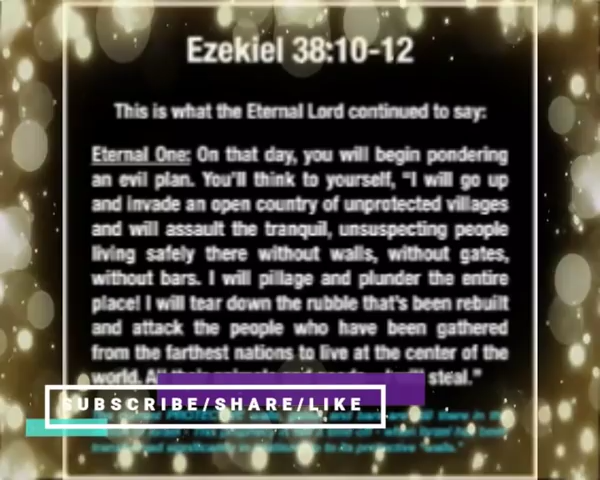 Ezekiel 38:10-12
This is what the Eternal Lord continued to say:
Eternal One: On that day, you will begin pondering
an evil plan. You'll think to yourself, "I will go up
and invade an open country of unprotected villages
and will assault the tranquil, unsuspecting people
living safely there without walls, without gates,
without bars. I will pillage and plunder the entire
place! I will tear down the rubble that's been rebuilt
and attack the people who have been gathered
from the farthest nations to live at the center of the
world. All steal."
SUBSCRIBE/SHARE/LIKE